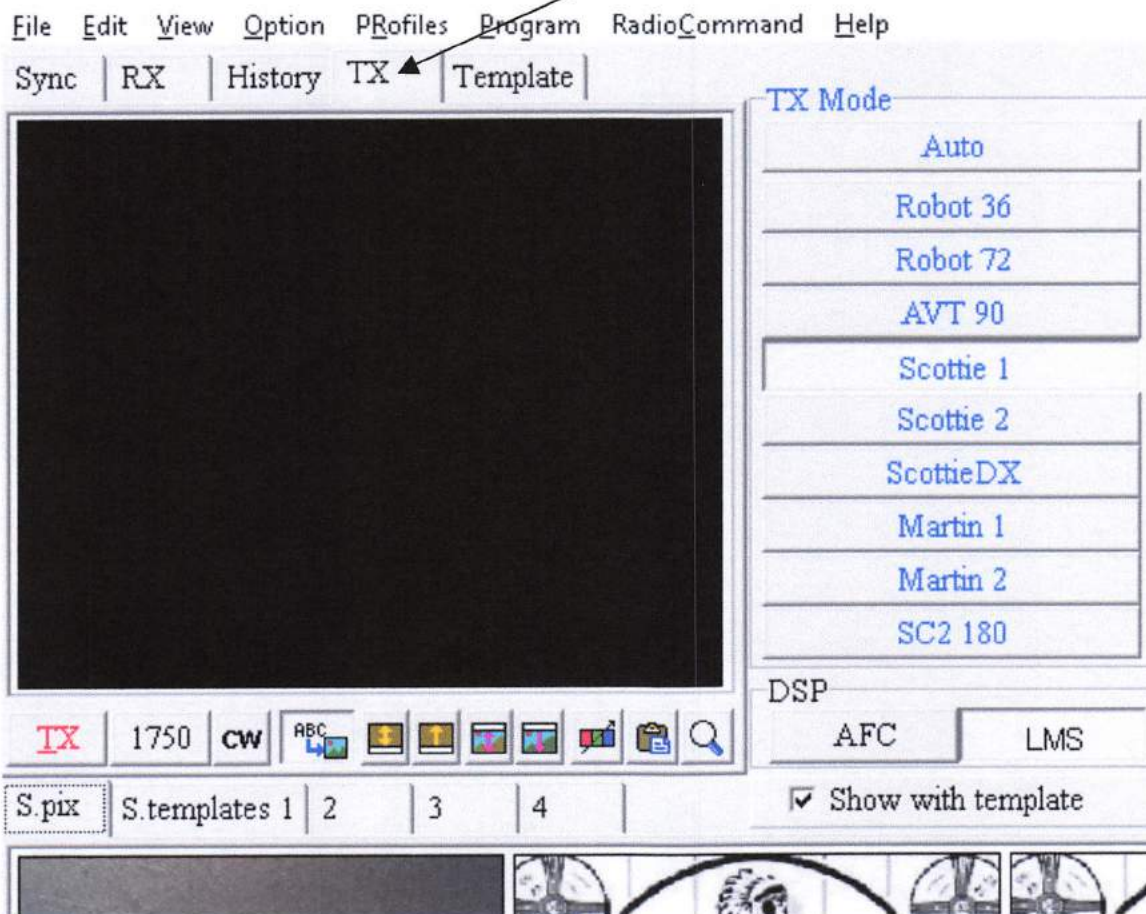 File Edit View Option PRofiles Program RadioCommand Help
Sync RX History TX Template
TX Mode
Auto
Robot 36
Robot 72
AVT 90
Scottie 1
Scottie 2
ScottieDX
Martin 1
Martin 2
SC2 180
DSP
AFC LMS
TX 1750 CW ABC
S.pix S.templates 1 2 3 4
Show with template